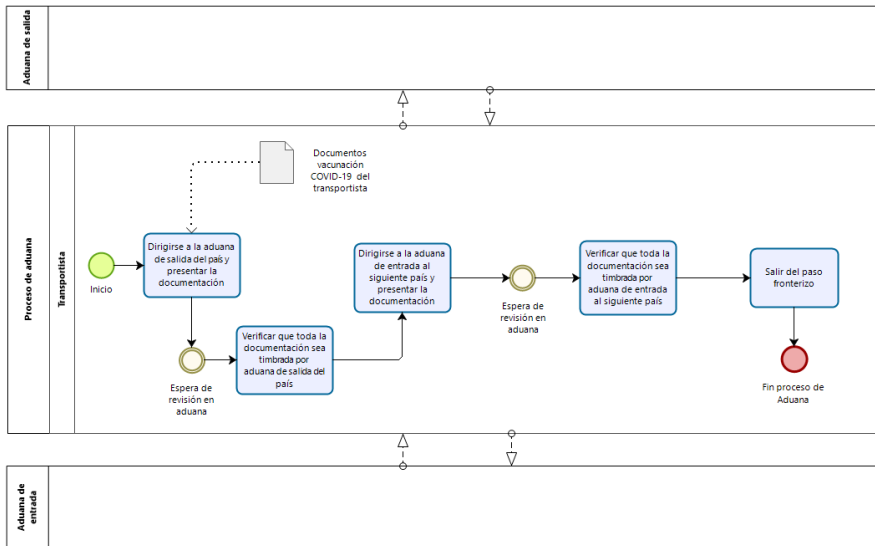 Aduana de salida
Proceso de aduana
Transportista
Documentos
vacunación
COVID-19 del
transportista
Inicio
Dirigirse a la aduana
de salida del país y
presentar la
documentación
Espera de
revisión en
aduana
Verificar que toda la
documentación sea
timbrada por
aduana de salida del
país
Dirigirse a la aduana
de entrada al
siguiente país y
presentar la
documentación
Espera de
revisión en
aduana
Verificar que toda la
documentación sea
timbrada por
aduana de entrada
al siguiente país
Salir del paso
fronterizo
Fin proceso de
Aduana
Aduana de
entrada